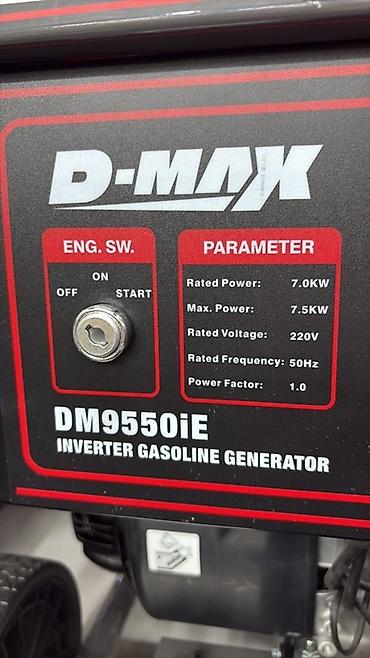 D-MAX
ENG. SW.
ON
OFF START
PARAMETER
Rated Power: 7.0KW
Max. Power: 7.5KW
Rated Voltage: 220V
Rated Frequency: 50Hz
Power Factor: 1.0
DM9550iE
INVERTER GASOLINE GENERATOR